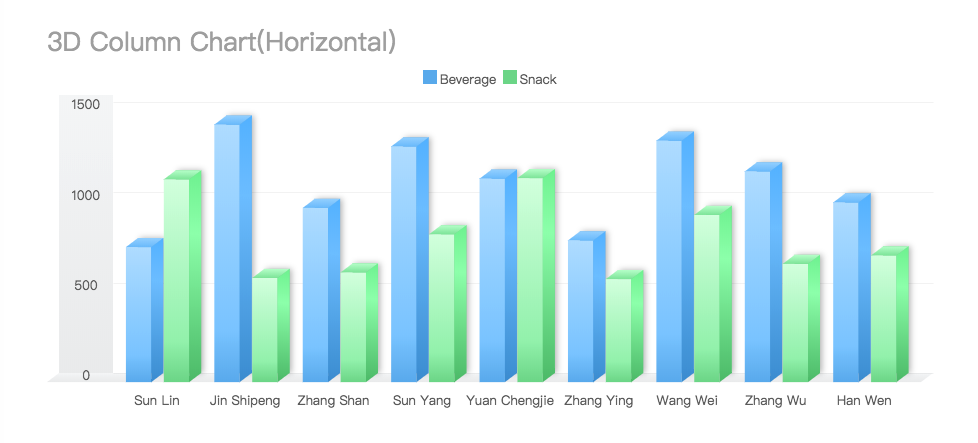 3D Column Chart(Horizontal)
Beverage Snack
1500
1000
500
0
Sun Lin Jin Shipeng Zhang Shan Sun Yang Yuan Chengjie Zhang Ying Wang Wei Zhang Wu Han Wen